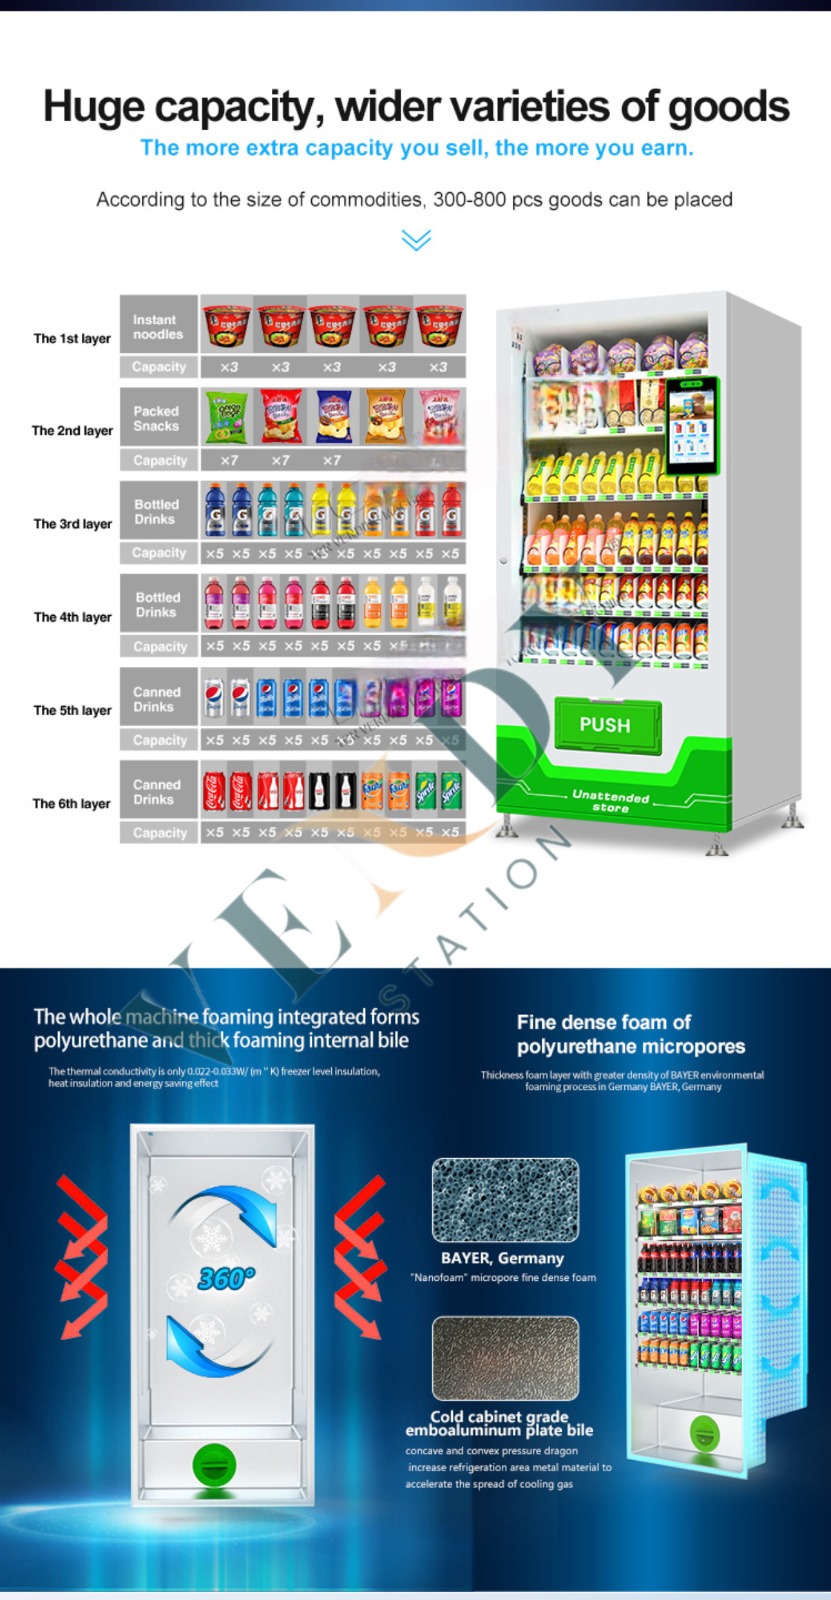 Huge capacity, wider varieties of goods
The more extra capacity you sell, the more you earn.
According to the size of commodities, 300-800 pcs goods can be placed
The 1st layer
Instant
noodles
Capacity ×3 ×3 ×3 ×3 ×3
The 2nd layer
Packed
Snacks
Capacity ×7 ×7 ×7
The 3rd layer
Bottled
Drinks
Capacity ×5 ×5 ×5 ×5 ×5 ×5 ×5 ×5 ×5 ×5
The 4th layer
Bottled
Drinks
Capacity ×5 ×5 ×5 ×5 ×5 ×5 ×5 ×5
The 5th layer
Canned
Drinks
Capacity ×5 ×5 ×5 ×5 ×5 ×5 ×5 ×5 ×5 ×5
The 6th layer
Canned
Drinks
Capacity ×5 ×5 ×5 ×5 ×5 ×5 ×5 ×5 ×5 ×5
PUSH
Unattended
store
STATION
The whole machine foaming integrated forms
polyurethane and thick foaming internal bile
The thermal conductivity is only 0.022-0.033W/ (m " K) freezer level insulation,
heat insulation and energy saving effect
360°
Fine dense foam of
polyurethane micropores
Thickness foam layer with greater density of BAYER environmental
foaming process in Germany BAYER, Germany
BAYER, Germany
"Nanofoam" micropore fine dense foam
Cold cabinet grade
emboaluminum plate bile
concave and convex pressure dragon
increase refrigeration area metal material to
accelerate the spread of cooling gas